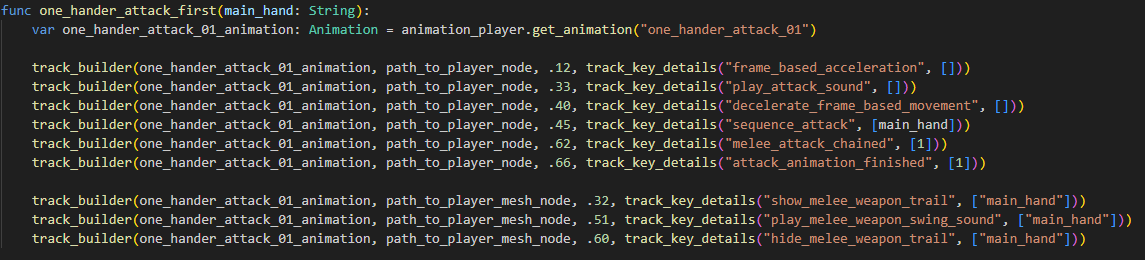 func one_hander_attack_first(main_hand: String):
var one_hander_attack_01_animation: Animation = animation_player.get_animation("one_hander_attack_01")
track_builder(one_hander_attack_01_animation, path_to_player_node, .12, track_key_details("frame_based_acceleration", []))
track_builder(one_hander_attack_01_animation, path_to_player_node, .33, track_key_details("play_attack_sound", []))
track_builder(one_hander_attack_01_animation, path_to_player_node, .40, track_key_details("decelerate_frame_based_movement", []))
track_builder(one_hander_attack_01_animation, path_to_player_node, .45, track_key_details("sequence_attack", [main_hand]))
track_builder(one_hander_attack_01_animation, path_to_player_node, .62, track_key_details("melee_attack_chained", [1]))
track_builder(one_hander_attack_01_animation, path_to_player_node, .66, track_key_details("attack_animation_finished", [1]))
track_builder(one_hander_attack_01_animation, path_to_player_mesh_node, .32, track_key_details("show_melee_weapon_trail", ["main_hand"]))
track_builder(one_hander_attack_01_animation, path_to_player_mesh_node, .51, track_key_details("play_melee_weapon_swing_sound", ["main_hand"]))
track_builder(one_hander_attack_01_animation, path_to_player_mesh_node, .60, track_key_details("hide_melee_weapon_trail", ["main_hand"]))